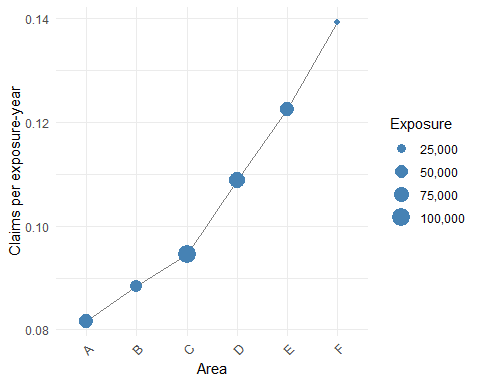 0.14
0.12
0.10
0.08
Claims per exposure-year
A
B
C
D
E
F
Area
Exposure
25,000
50,000
75,000
100,000